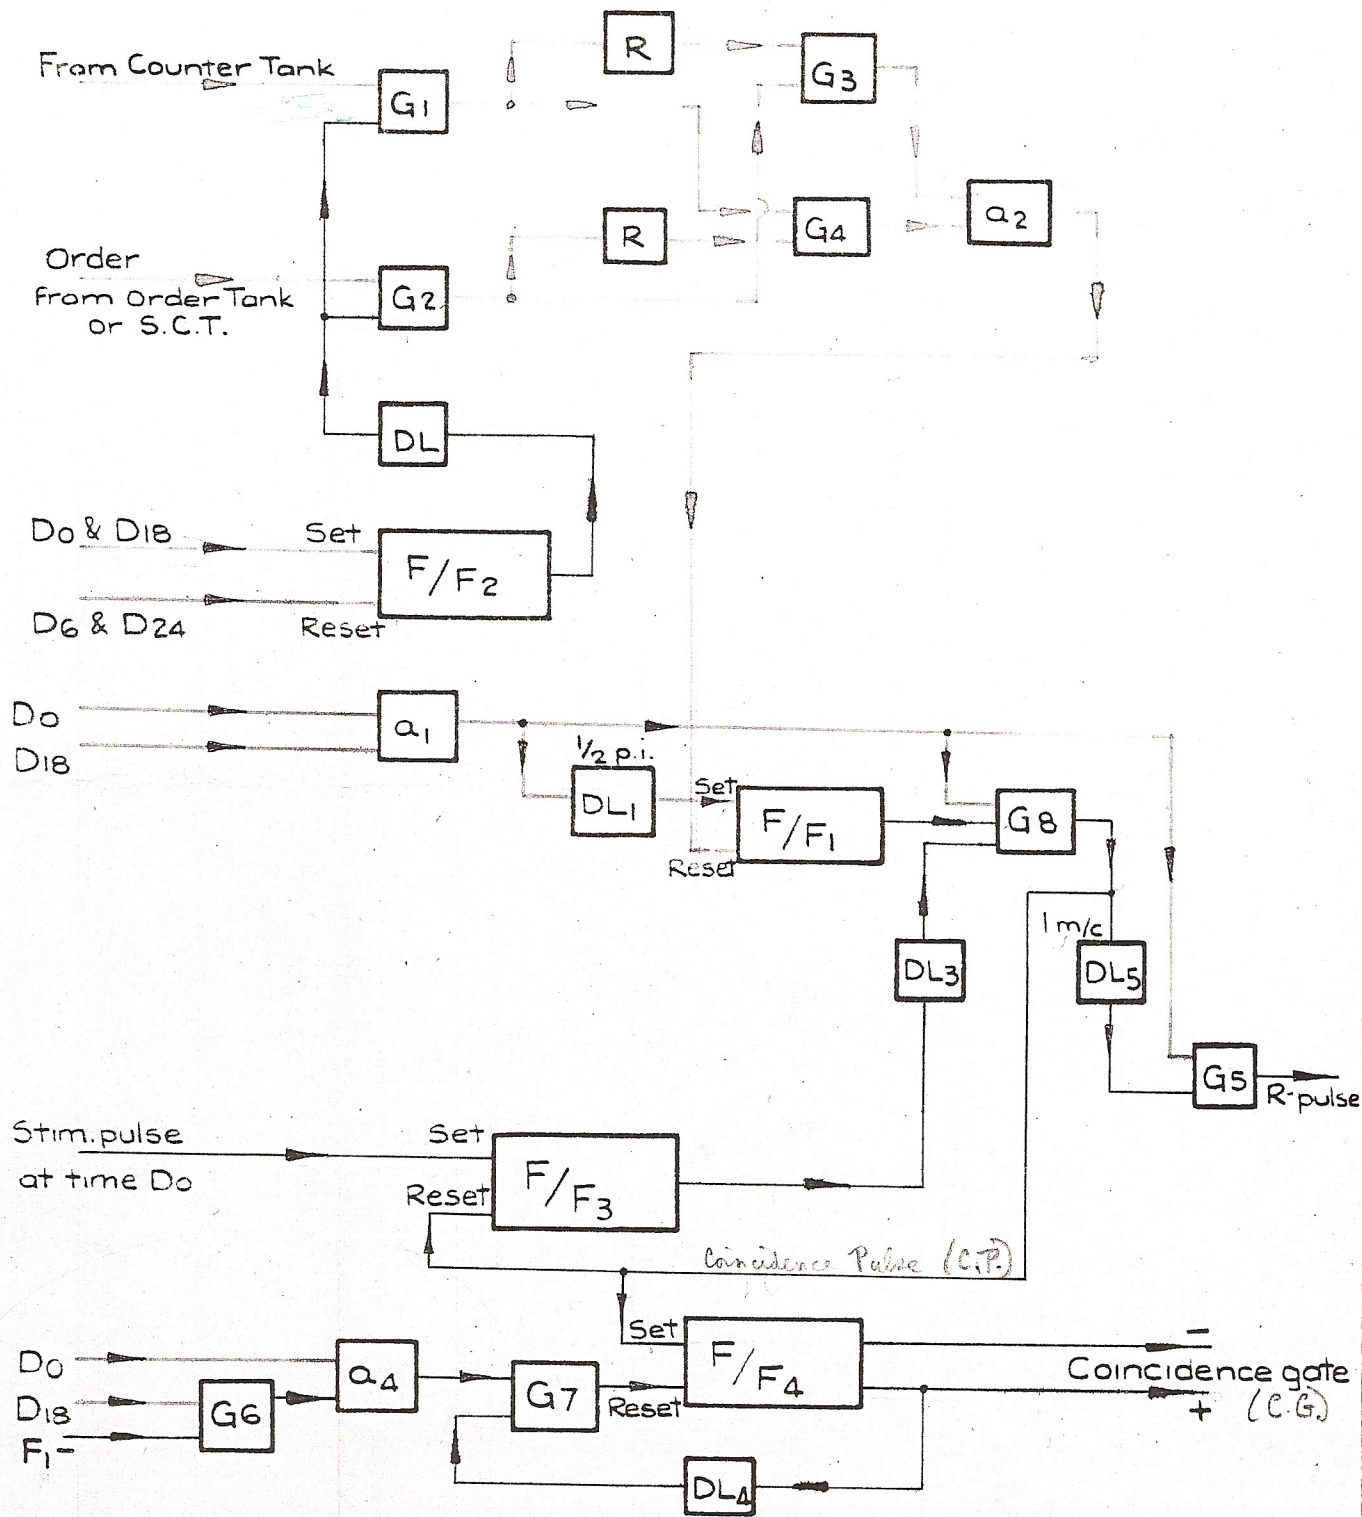 From Counter Tank
G1
R
G3
Order
from Order Tank
or S.C.T.
G2
R
G4
a2
DL
D0 & D18
Set
F/F2
D6 & D24
Reset
D0
D18
a1
1/2 p.i.
DL1
Set
Reset
F/F1
G8
1 m/c
DL3
DL5
G5
R-pulse
Stim. pulse
at time D0
Set
Reset
F/F3
Coincidence Pulse (C.P.)
D0
D18
F1-
G6
a4
G7
Set
Reset
F/F4
DL4
-
Coincidence gate
+ (C.G.)